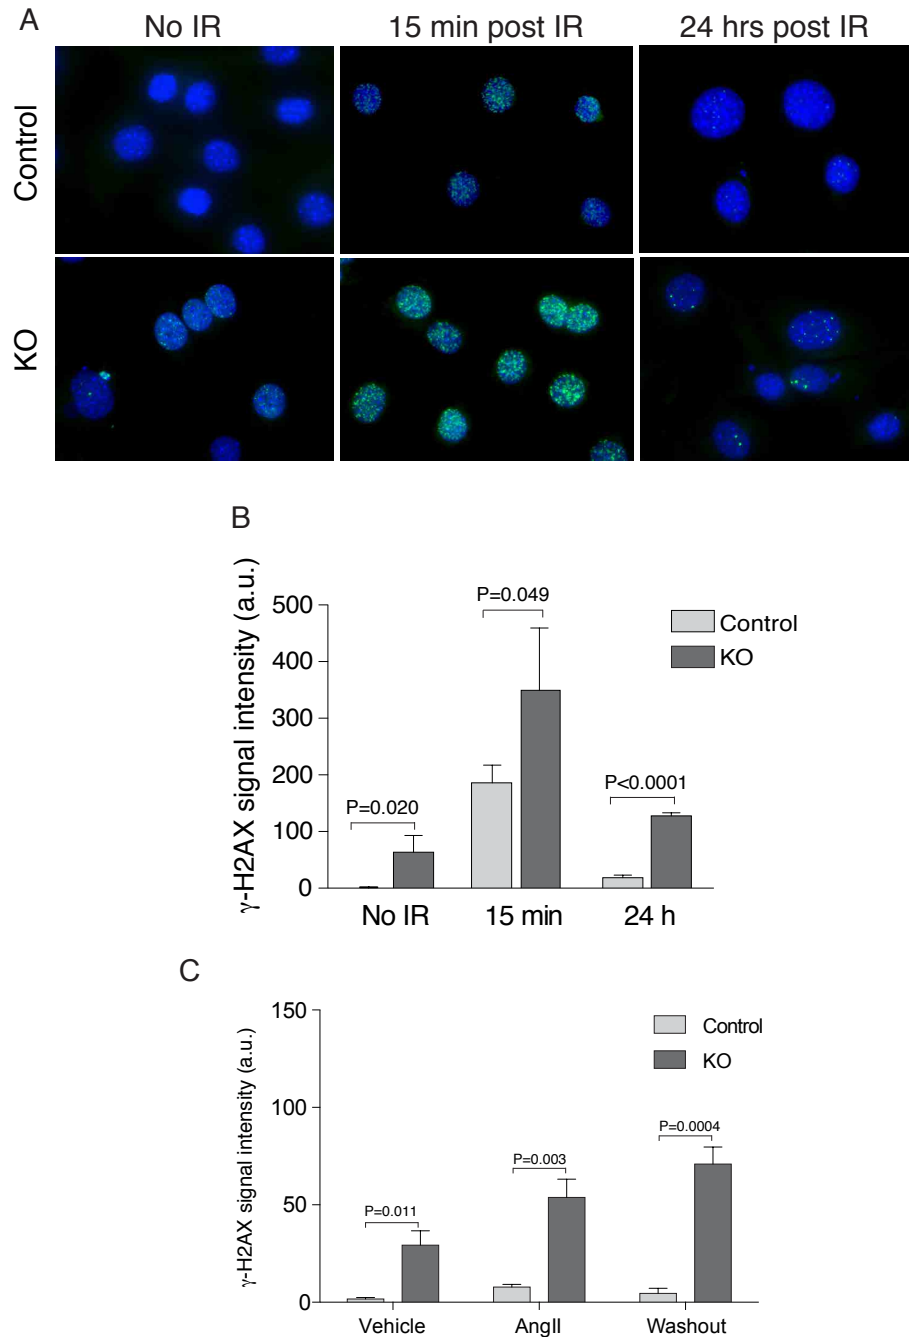 A
No IR
15 min post IR
24 hrs post IR
Control
KO
B
γ-H2AX signal intensity (a.u.)
500
400
300
200
100
0
P=0.020
P=0.049
P<0.0001
Control
KO
No IR
15 min
24 h
C
γ-H2AX signal intensity (a.u.)
150
100
50
0
P=0.011
P=0.003
P=0.0004
Control
KO
Vehicle
AngII
Washout